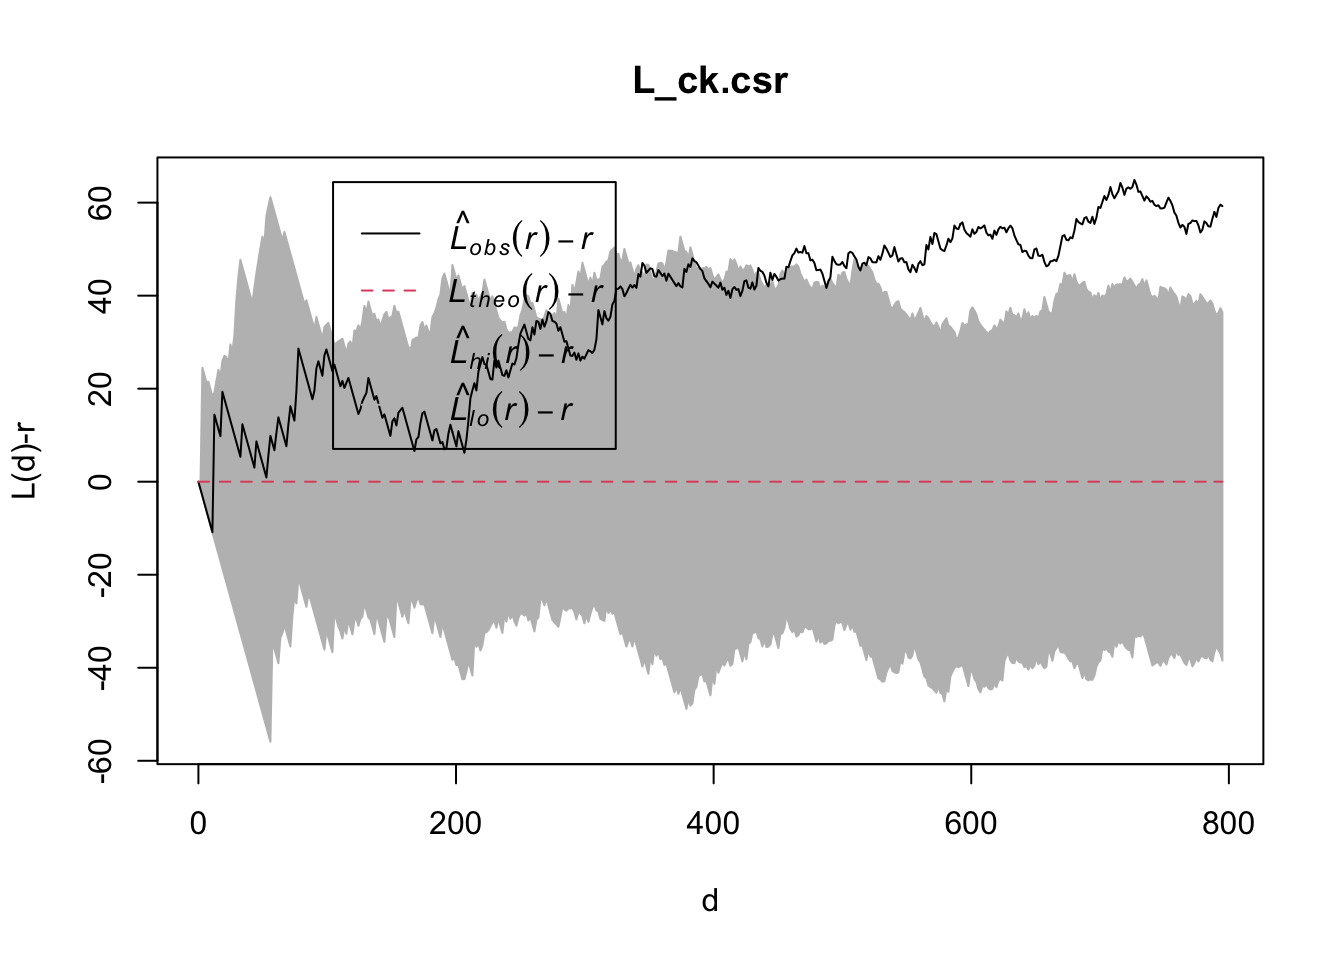 L_ck.csr
L(d)-r
60
40
20
0
-20
-40
-60
L̂obs(r) − r
Ltheo(r) − r
L̂hi(r) − r
L̂lo(r) − r
0 200 400 600 800
d